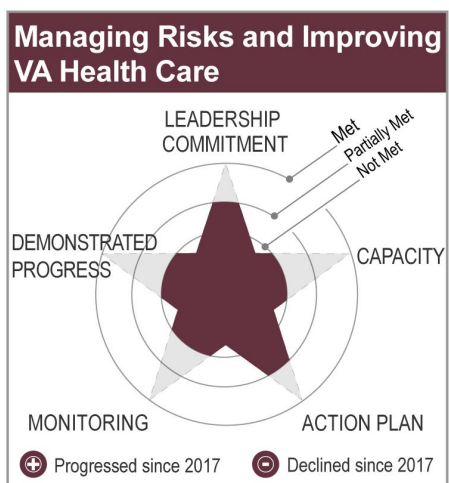 Managing Risks and Improving
VA Health Care
LEADERSHIP
COMMITMENT
Met
Partially Met
Not Met
DEMONSTRATED
PROGRESS
CAPACITY
MONITORING
ACTION PLAN
+ Progressed since 2017
- Declined since 2017